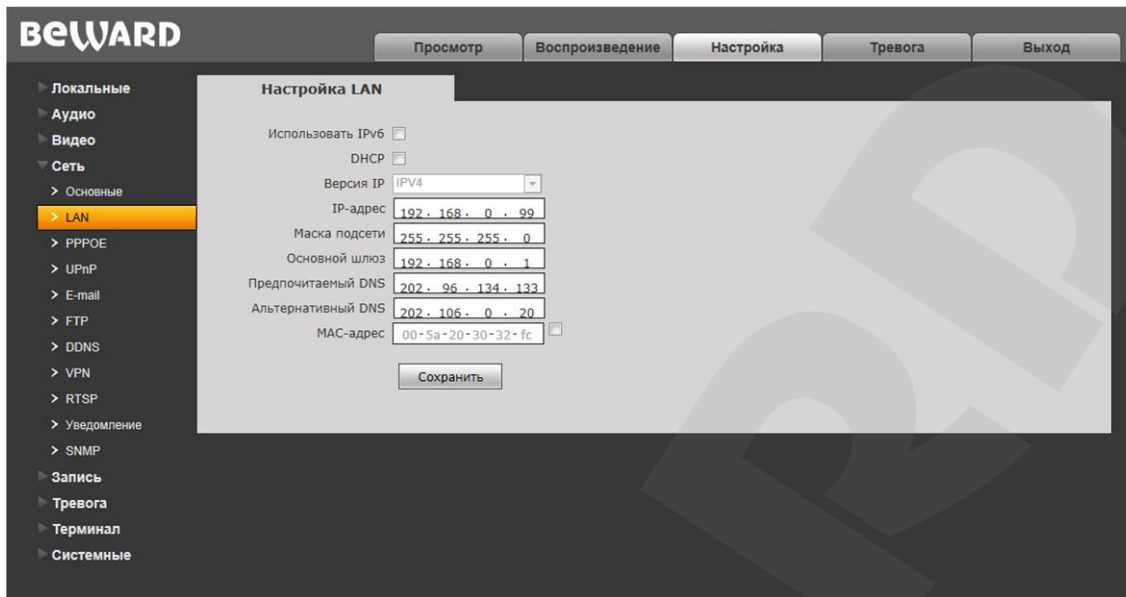 BEWARD
Просмотр Воспроизведение Настройка Тревога Выход
Локальные
Аудио
Видео
Сеть
Основные
LAN
PPPOE
UPnP
E-mail
FTP
DDNS
VPN
RTSP
Уведомление
SNMP
Запись
Тревога
Терминал
Системные
Настройка LAN
Использовать IPv6
DHCP
Версия IP IPV4
IP-адрес 192. 168. 0. 99
Маска подсети 255. 255. 255. 0
Основной шлюз 192. 168. 0. 1
Предпочитаемый DNS 202. 96. 134. 133
Альтернативный DNS 202. 106. 0. 20
MAC-адрес 00-5a-20-30-32-fc
Сохранить